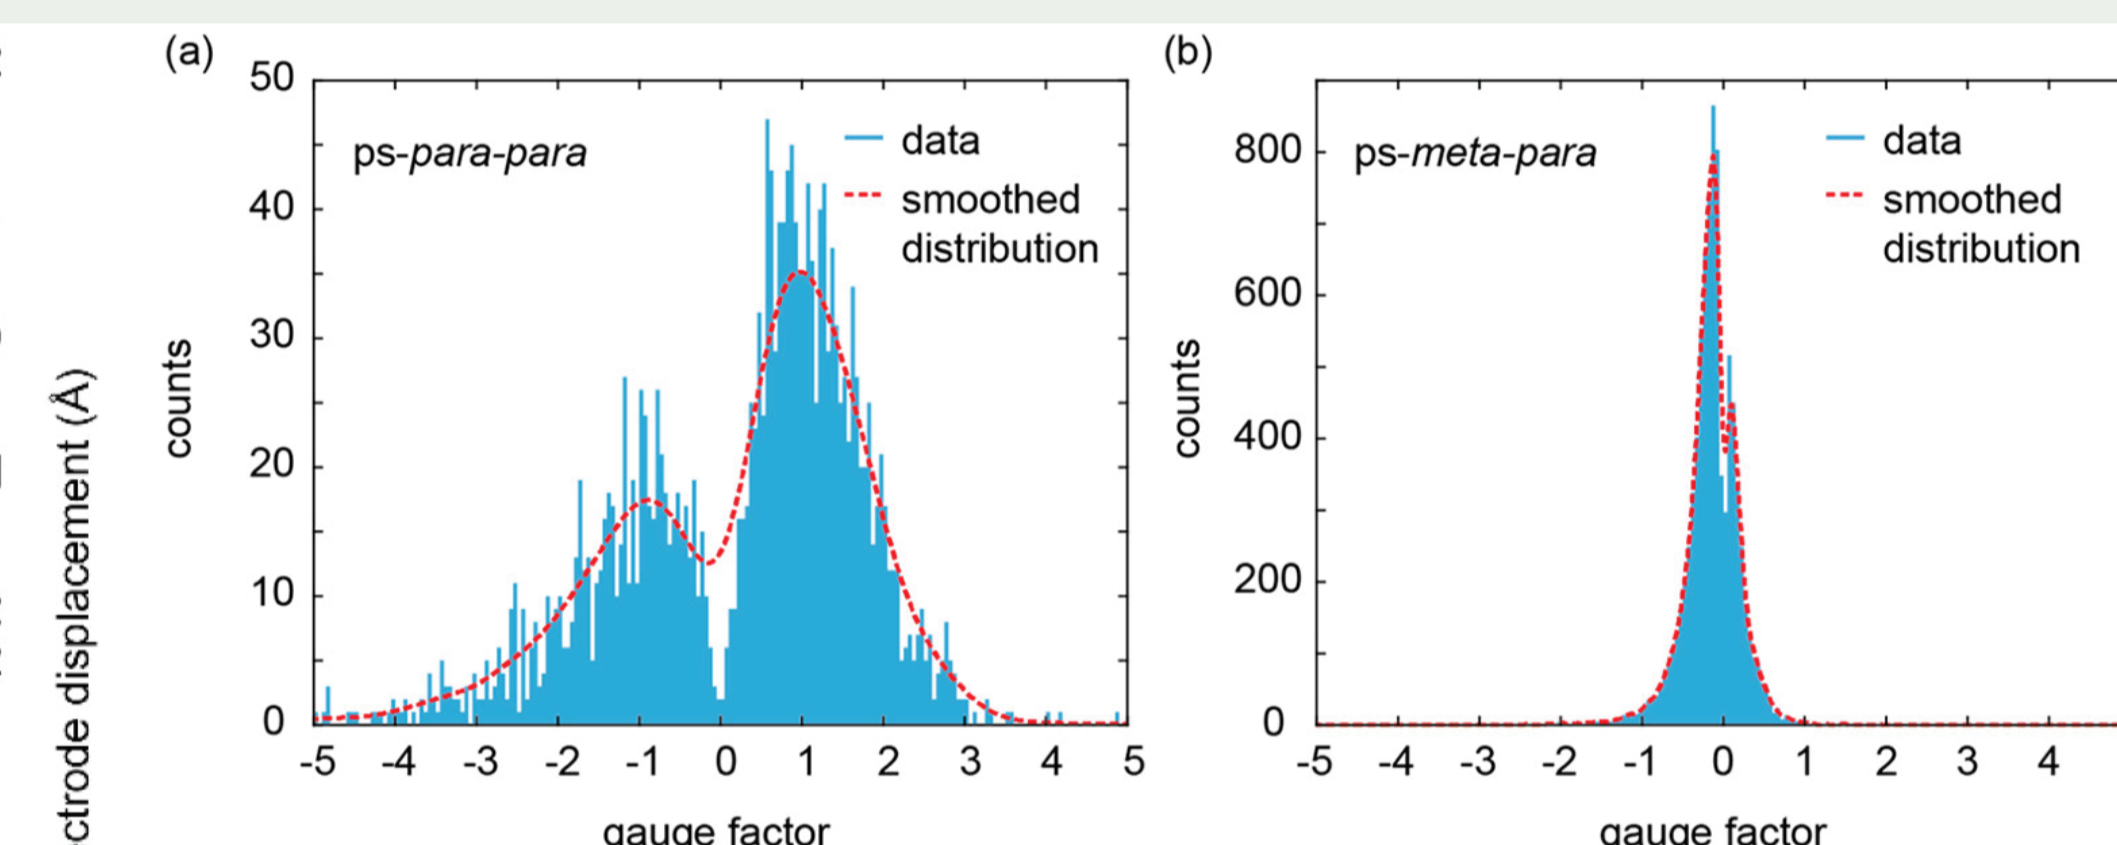 (a)
50
40
30
20
10
0
counts
ps-para-para
data
smoothed
distribution
-5 -4 -3 -2 -1 0 1 2 3 4 5
gauge factor
(b)
800
600
400
200
0
counts
ps-meta-para
data
smoothed
distribution
-5 -4 -3 -2 -1 0 1 2 3 4
gauge factor
ctrode displacement (Å)